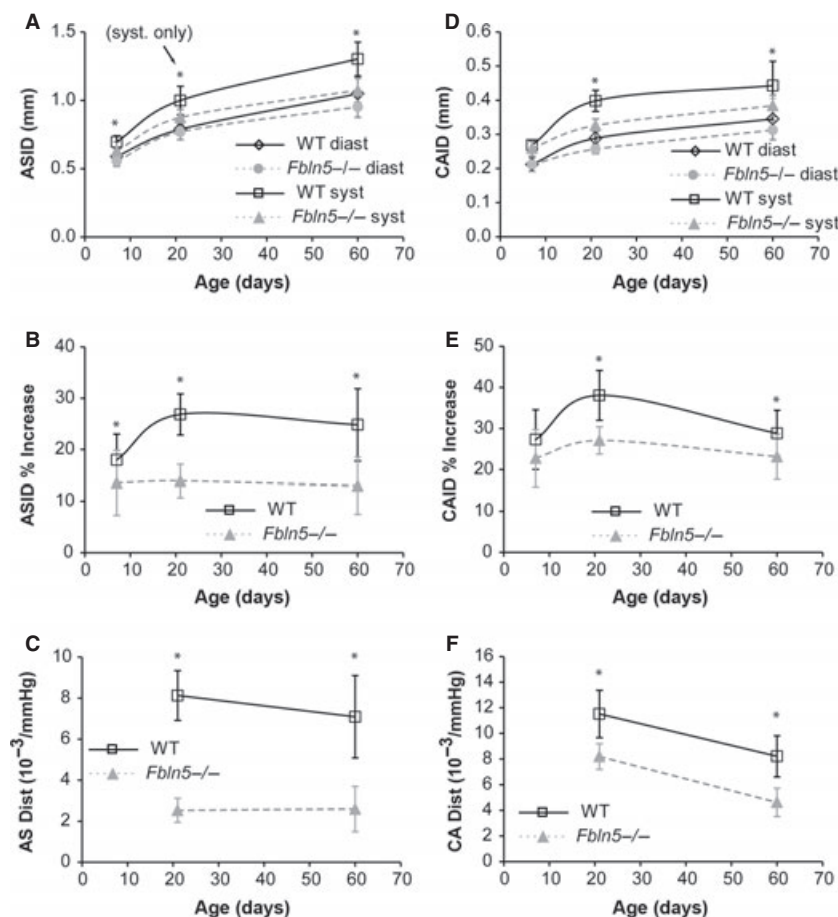 A
(syst. only)
*
*
*
1.5
1.0
0.5
0.0
ASID (mm)
WT diast
Fbln5–/– diast
WT syst
Fbln5–/– syst
0 10 20 30 40 50 60 70
Age (days)
D
*
*
0.6
0.5
0.4
0.3
0.2
0.1
0.0
CAID (mm)
WT diast
Fbln5–/– diast
WT syst
Fbln5–/– syst
0 10 20 30 40 50 60 70
Age (days)
B
*
*
*
40
30
20
10
0
ASID % Increase
WT
Fbln5–/–
0 10 20 30 40 50 60 70
Age (days)
E
*
*
50
40
30
20
10
0
CAID % Increase
WT
Fbln5–/–
0 10 20 30 40 50 60 70
Age (days)
C
*
*
10
8
6
4
2
0
AS Dist (10⁻³/mmHg)
WT
Fbln5–/–
0 10 20 30 40 50 60 70
Age (days)
F
*
*
16
14
12
10
8
6
4
2
0
CA Dist (10⁻³/mmHg)
WT
Fbln5–/–
0 10 20 30 40 50 60 70
Age (days)